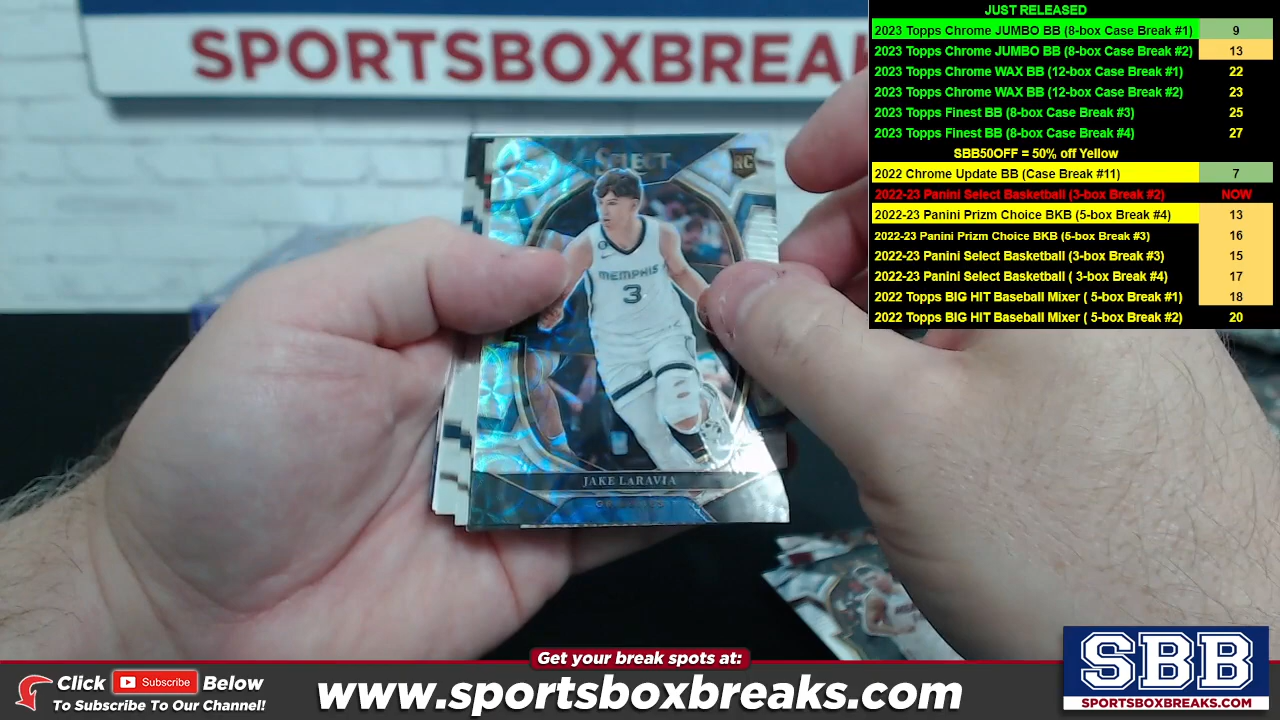 SPORTSBOXBREA
JUST RELEASED
2023 Topps Chrome JUMBO BB (8-box Case Break #1) 9
2023 Topps Chrome JUMBO BB (8-box Case Break #2) 13
2023 Topps Chrome WAX BB (12-box Case Break #1) 22
2023 Topps Chrome WAX BB (12-box Case Break #2) 23
2023 Topps Finest BB (8-box Case Break #3) 25
2023 Topps Finest BB (8-box Case Break #4) 27
SBB50OFF = 50% off Yellow
2022 Chrome Update BB (Case Break #11) 7
2022-23 Panini Select Basketball (3-box Break #2) NOW
2022-23 Panini Prizm Choice BKB (5-box Break #4) 13
2022-23 Panini Prizm Choice BKB (5-box Break #3) 16
2022-23 Panini Select Basketball (3-box Break #3) 15
2022-23 Panini Select Basketball ( 3-box Break #4) 17
2022 Topps BIG HIT Baseball Mixer ( 5-box Break #1) 18
2022 Topps BIG HIT Baseball Mixer ( 5-box Break #2) 20
SELECT
RC
MEMPHIS
3
JAKE LARAVIA
Get your break spots at:
Click Subscribe Below
To Subscribe To Our Channel!
www.sportsboxbreaks.com
SBB
SPORTSBOXBREAKS.COM